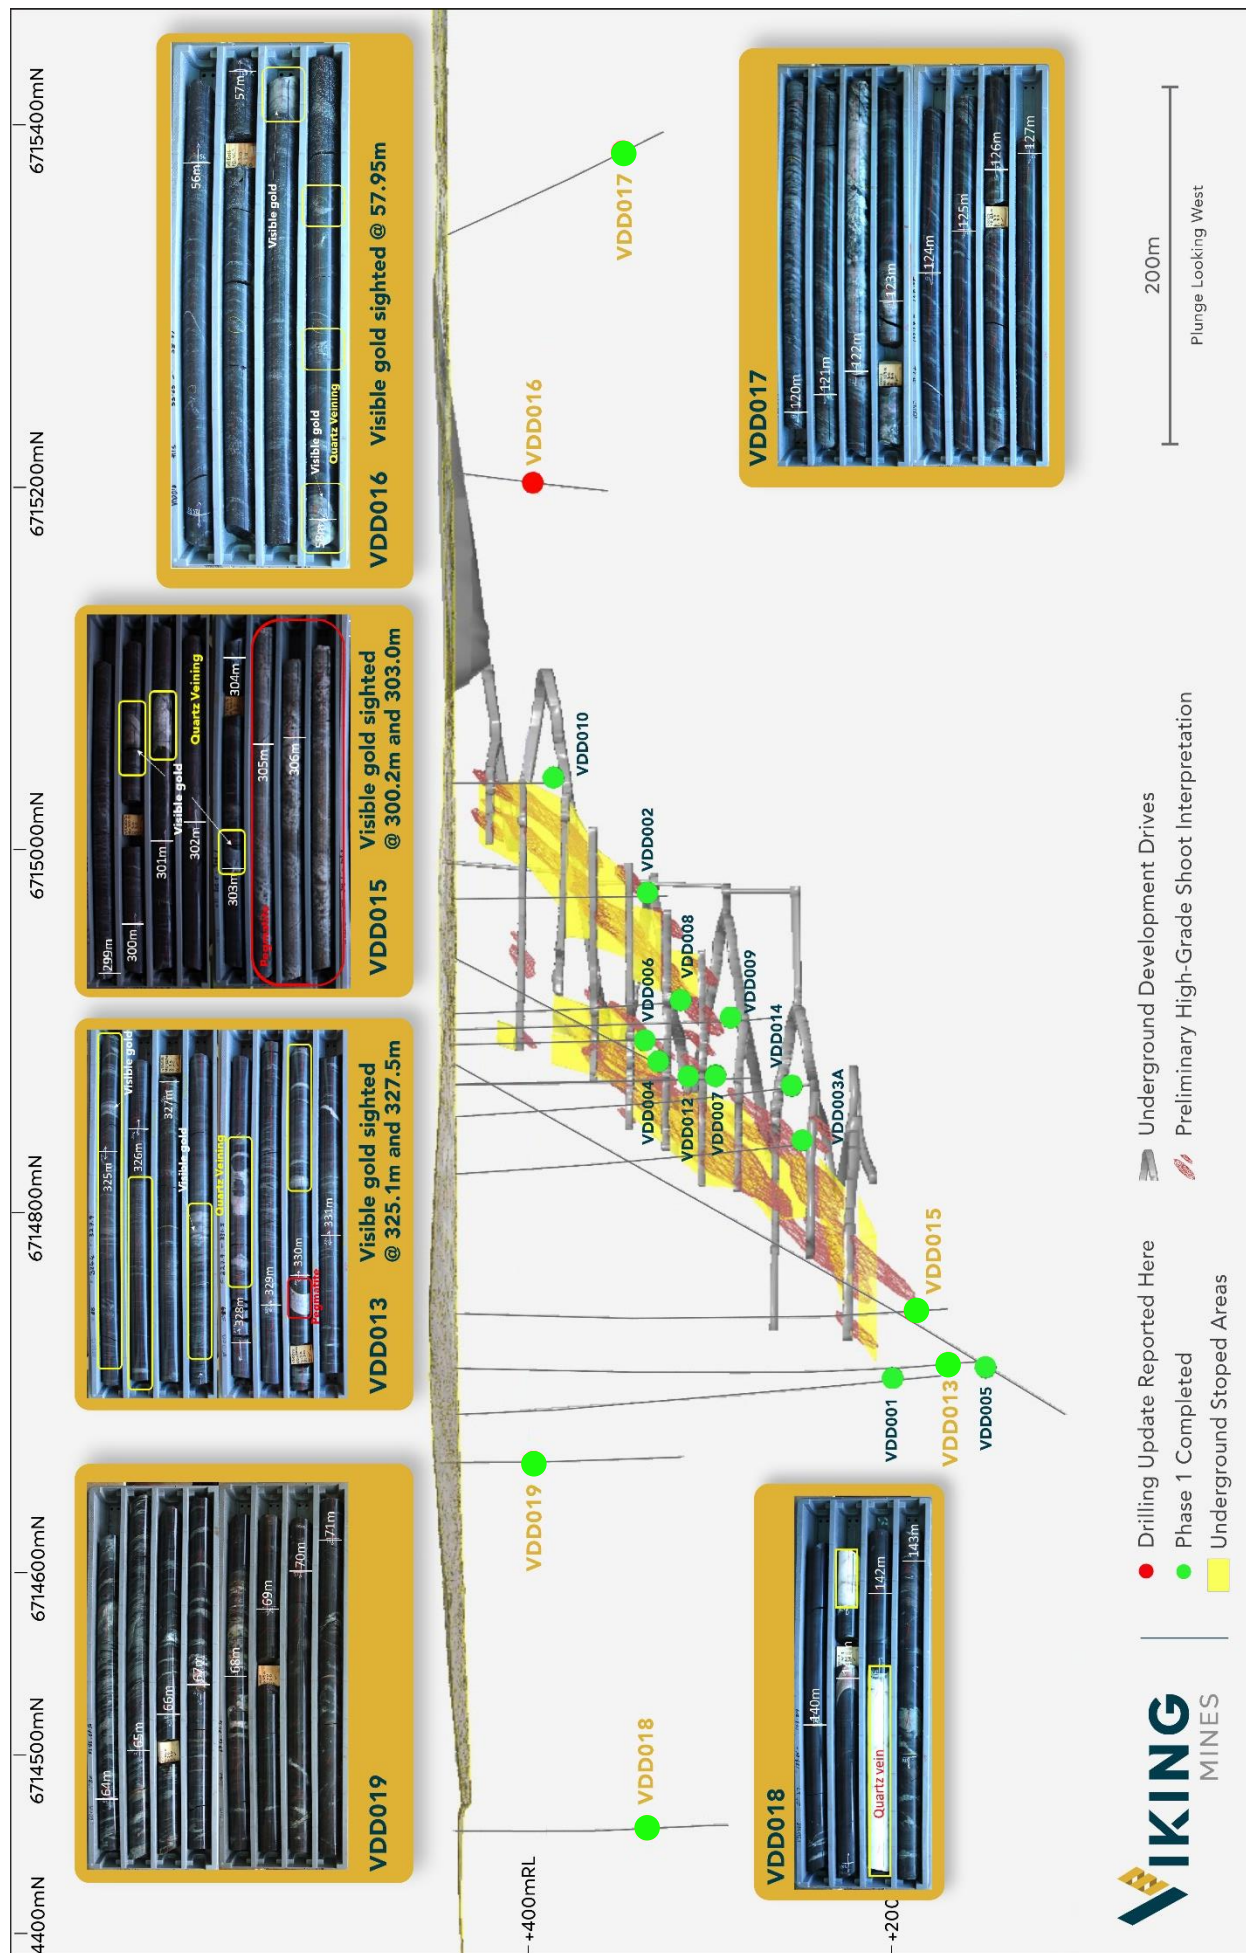 4400mN
6714500mN
6714600mN
6714800mN
6715000mN
6715200mN
6715400mN
64m
65m
66m
67m
68m
69m
70m
71m
VDD019
325m
Visible gold
326m
327m
Visible gold
Quartz Veining
328m
329m
330m
Pegmatite
331m
VDD013
Visible gold sighted
@ 325.1m and 327.5m
299m
300m
Visible gold
301m
302m
Quartz Veining
303m
304m
Pegmatite
305m
306m
VDD015
Visible gold sighted
@ 300.2m and 303.0m
56m
57m
Visible gold
58m
Visible gold
Quartz Veining
VDD016
Visible gold sighted @ 57.95m
+400mRL
+200
VDD018
VDD019
VDD001
VDD013
VDD005
VDD015
VDD003A
VDD014
VDD007
VDD012
VDD004
VDD009
VDD006
VDD008
VDD002
VDD010
VDD016
VDD017
VDD018
140m
141m
Quartz vein
142m
143m
VDD017
120m
121m
122m
123m
124m
125m
126m
127m
VIKING
MINES
Drilling Update Reported Here
Phase 1 Completed
Underground Stoped Areas
Underground Development Drives
Preliminary High-Grade Shoot Interpretation
200m
Plunge Looking West